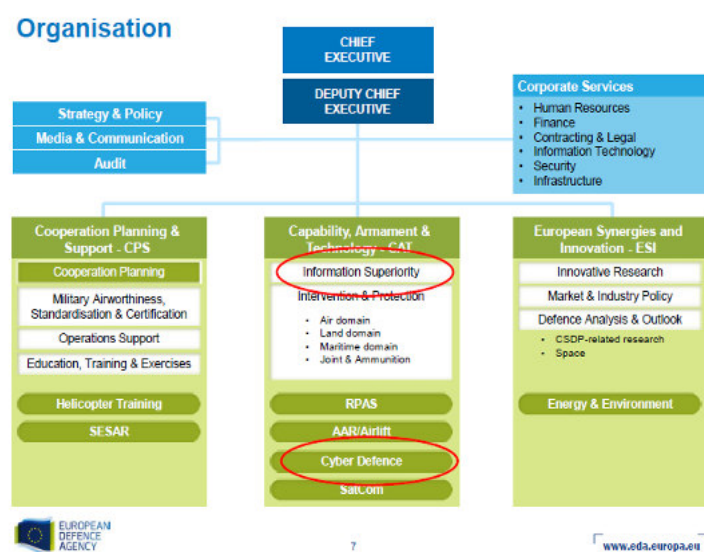 Organisation
CHIEF
EXECUTIVE
DEPUTY CHIEF
EXECUTIVE
Strategy & Policy
Media & Communication
Audit
Corporate Services
• Human Resources
• Finance
• Contracting & Legal
• Information Technology
• Security
• Infrastructure
Cooperation Planning &
Support - CPS
Cooperation Planning
Military Airworthiness,
Standardisation & Certification
Operations Support
Education, Training & Exercises
Helicopter Training
SESAR
Capability, Armament &
Technology - CAT
Information Superiority
Intervention & Protection
• Air domain
• Land domain
• Maritime domain
• Joint & Ammunition
RPAS
AAR/Airlift
Cyber Defence
SatCom
European Synergies and
Innovation - ESI
Innovative Research
Market & Industry Policy
Defence Analysis & Outlook
• CSDP-related research
• Space
Energy & Environment
EUROPEAN
DEFENCE
AGENCY
7
www.eda.europa.eu